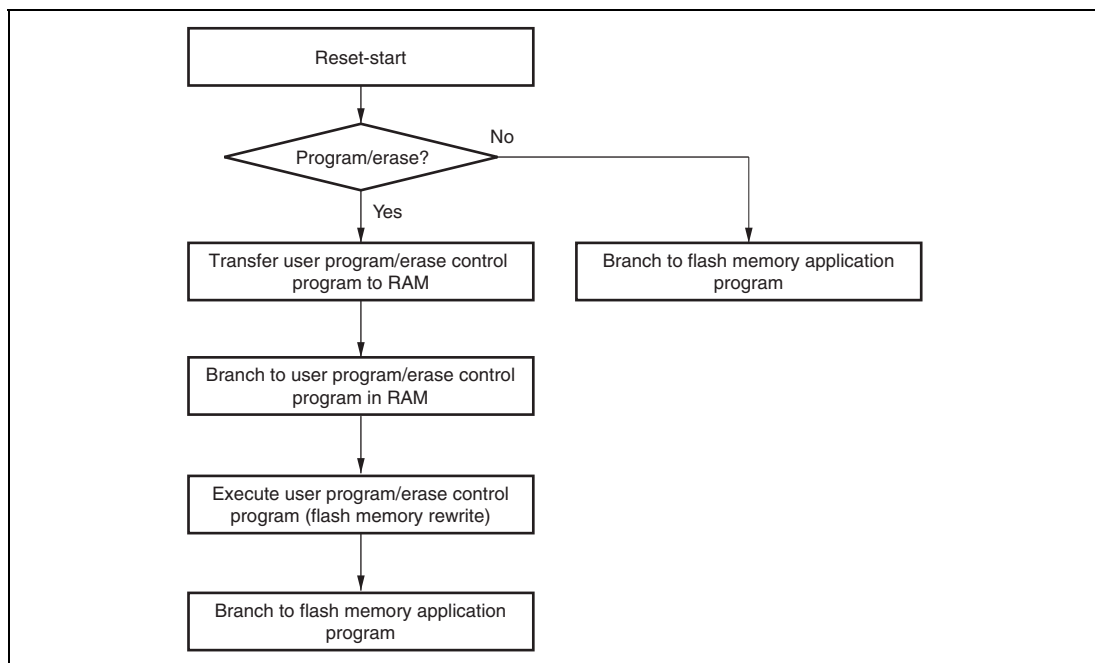 Reset-start
Program/erase?
No
Yes
Transfer user program/erase control
program to RAM
Branch to flash memory application
program
Branch to user program/erase control
program in RAM
Execute user program/erase control
program (flash memory rewrite)
Branch to flash memory application
program